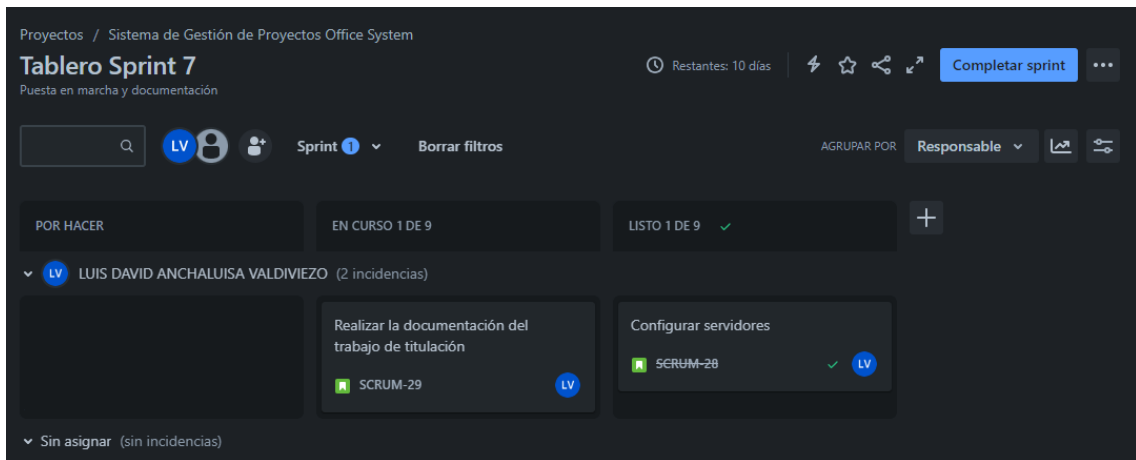 Proyectos / Sistema de Gestión de Proyectos Office System
Tablero Sprint 7
Restantes: 10 días
Completar sprint
Puesta en marcha y documentación
LV
Sprint 1
Borrar filtros
AGRUPAR POR
Responsable
POR HACER
EN CURSO 1 DE 9
LISTO 1 DE 9
LV LUIS DAVID ANCHALUISA VALDIVIEZO (2 incidencias)
Realizar la documentación del
trabajo de titulación
SCRUM-29
LV
Configurar servidores
SCRUM-28
LV
Sin asignar (sin incidencias)